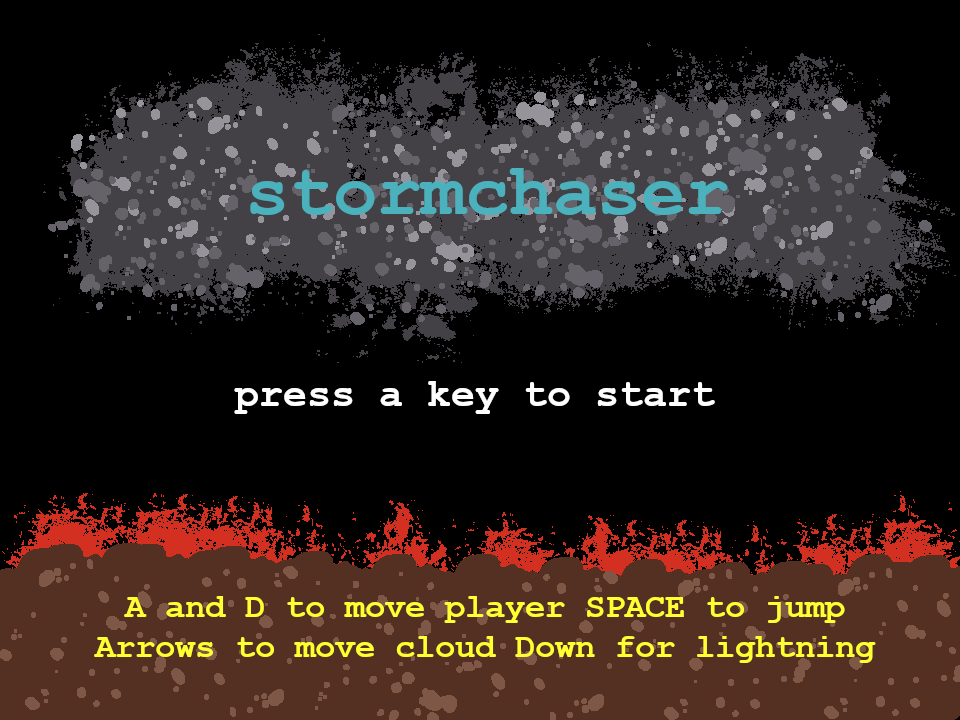 stormchaser
press a key to start
A and D to move player SPACE to jump
Arrows to move cloud Down for lightning